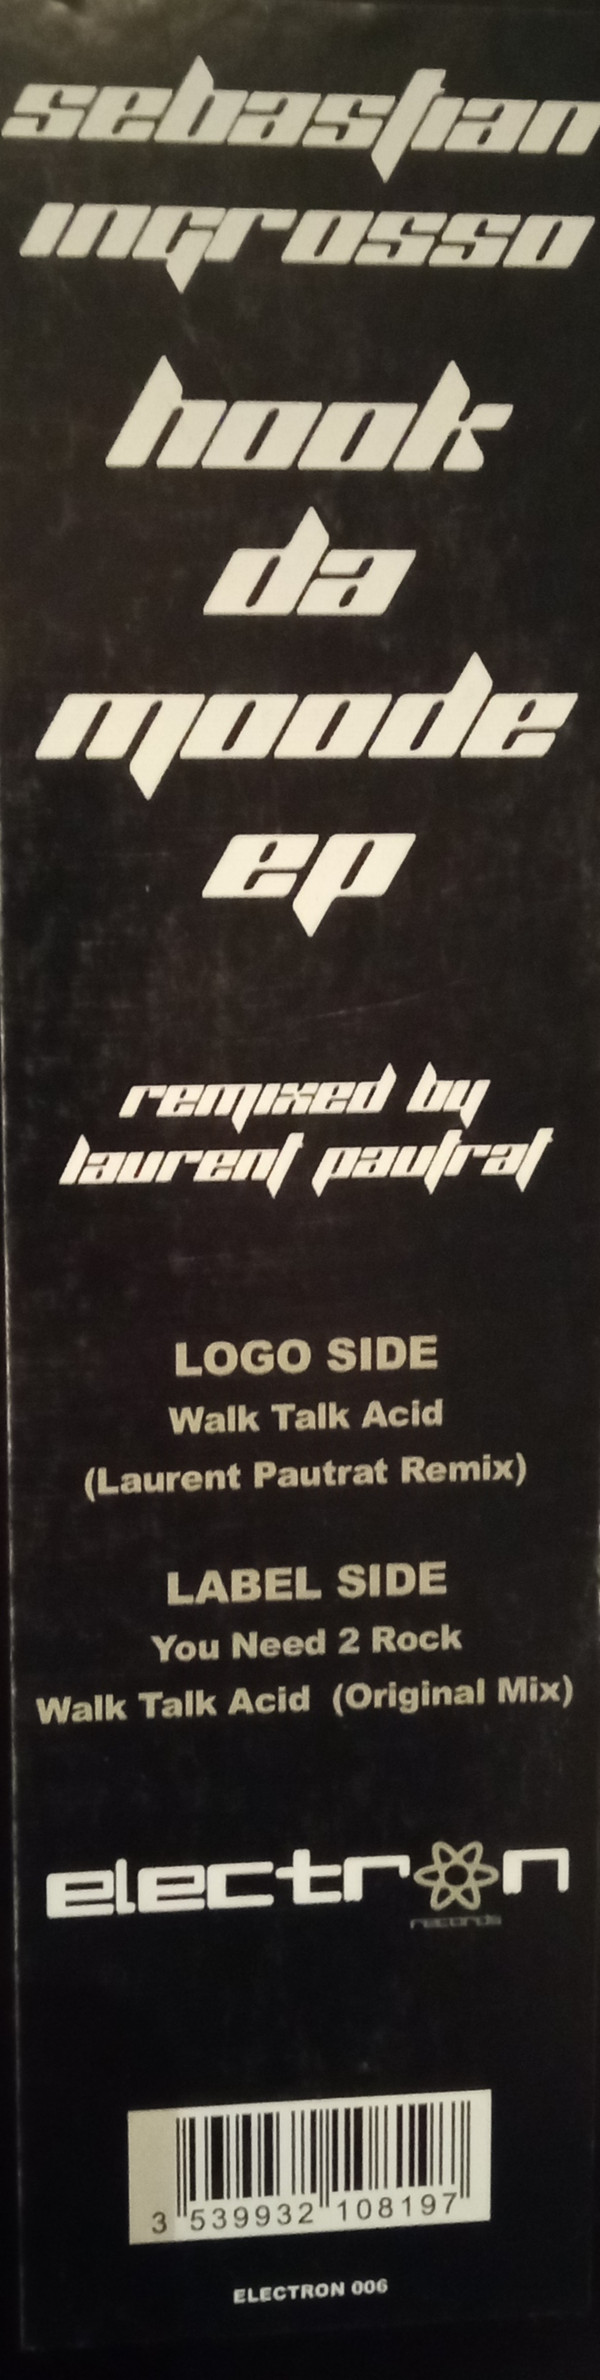 sebastian
ingrosso
hook
da
moode
ep
remixed by
laurent pautrat
LOGO SIDE
Walk Talk Acid
(Laurent Pautrat Remix)
LABEL SIDE
You Need 2 Rock
Walk Talk Acid (Original Mix)
electron
records
3 539932 108197
ELECTRON 006